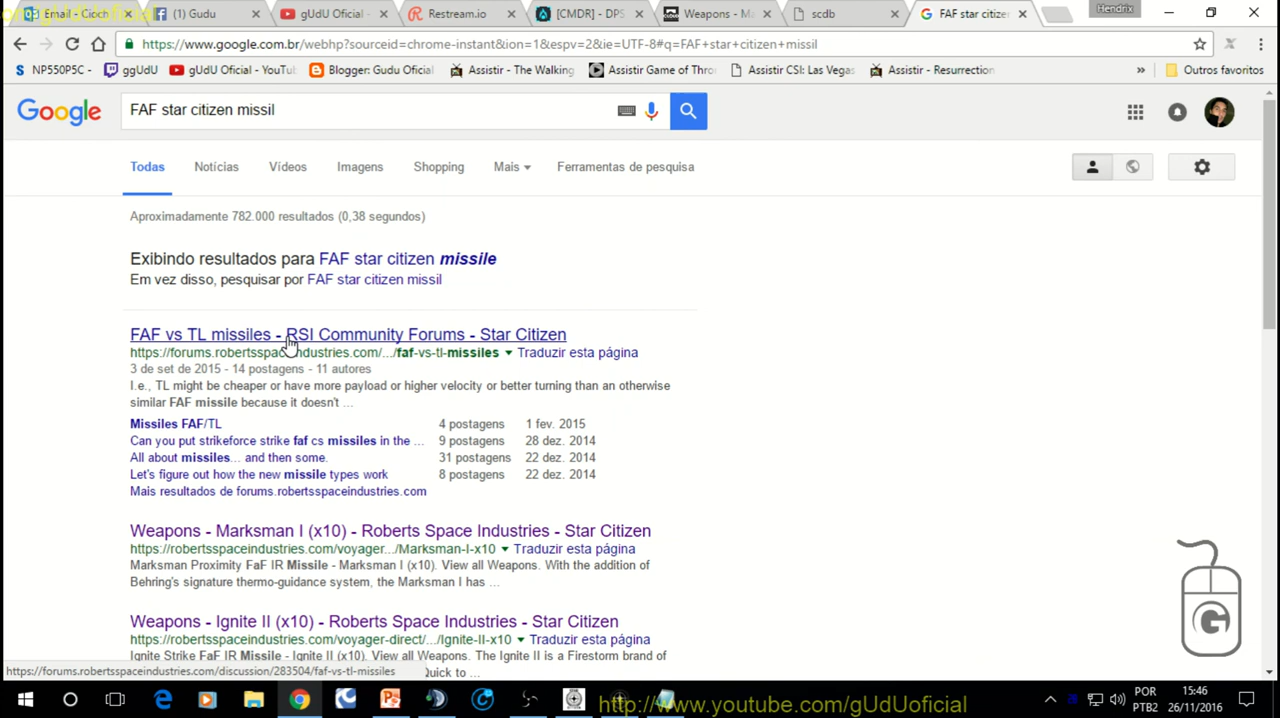 Email - Cicct
(1) Gudu
gUdU Oficial -
Restream.io
[CMDR] - DPS
Weapons - Ma
scdb
FAF star citize
Hendrix
https://www.google.com.br/webhp?sourceid=chrome-instant&ion=1&espv=2&ie=UTF-8#q=FAF+star+citizen+missil
NP550P5C -
ggUdU
gUdU Oficial - YouTu
Blogger: Gudu Oficial
Assistir - The Walking
Assistir Game of Thro
Assistir CSI: Las Vegas
Assistir - Resurrection
»
Outros favoritos
Google
FAF star citizen missil
Todas
Notícias
Vídeos
Imagens
Shopping
Mais
Ferramentas de pesquisa
Aproximadamente 782.000 resultados (0,38 segundos)
Exibindo resultados para FAF star citizen missile
Em vez disso, pesquisar por FAF star citizen missil
FAF vs TL missiles - RSI Community Forums - Star Citizen
https://forums.robertsspaceindustries.com/.../faf-vs-tl-missiles Traduzir esta página
3 de set de 2015 - 14 postagens - 11 autores
I.e., TL might be cheaper or have more payload or higher velocity or better turning than an otherwise
similar FAF missile because it doesn't ...
Missiles FAF/TL 4 postagens 1 fev. 2015
Can you put strikeforce strike faf cs missiles in the ... 9 postagens 28 dez. 2014
All about missiles... and then some. 31 postagens 22 dez. 2014
Let's figure out how the new missile types work 8 postagens 22 dez. 2014
Mais resultados de forums.robertsspaceindustries.com
Weapons - Marksman I (x10) - Roberts Space Industries - Star Citizen
https://robertsspaceindustries.com/voyager.../Marksman-I-x10 Traduzir esta página
Marksman Proximity FaF IR Missile - Marksman I (x10). View all Weapons. With the addition of
Behring's signature thermo-guidance system, the Marksman I has ...
Weapons - Ignite II (x10) - Roberts Space Industries - Star Citizen
https://robertsspaceindustries.com/voyager-direct/.../Ignite-II-x10 Traduzir esta página
Ignite Strike FaF IR Missile - Ignite II (x10). View all Weapons. The Ignite II is a Firestorm brand of
https://forums.robertsspaceindustries.com/discussion/283504/faf-vs-tl-missiles
Quick to ...
G
http://www.youtube.com/gUdUoficial
POR
PTB2
15:46
26/11/2016